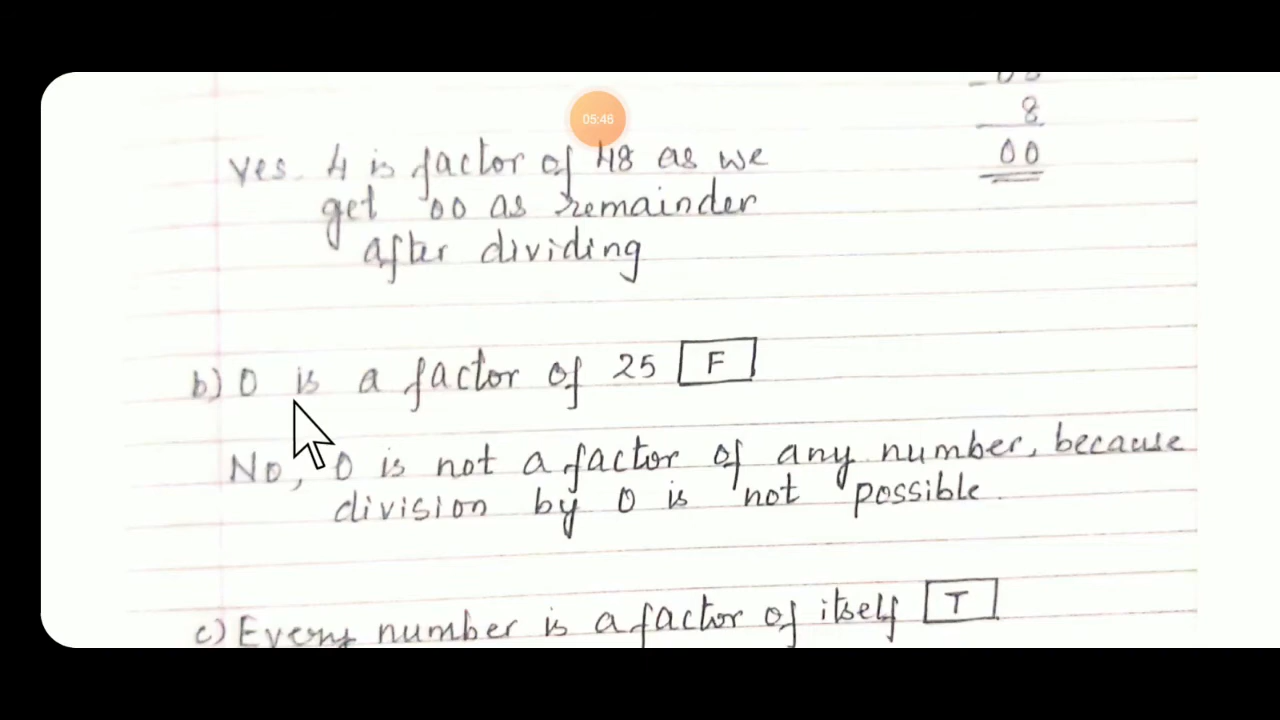 05:46
8
00
Yes. 4 is factor of 48 as we
get 00 as remainder
after dividing
b) 0 is a factor of 25 F
No, 0 is not a factor of any number, because
division by 0 is not possible.
c) Every number is a factor of itself T